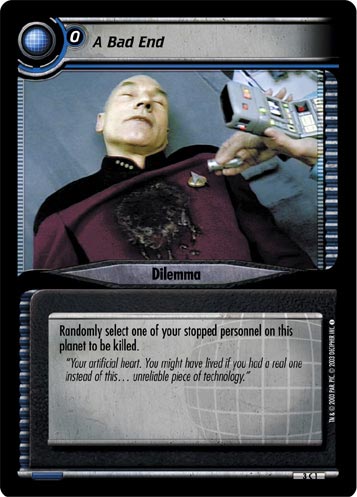 0
A Bad End
Dilemma
Randomly select one of your stopped personnel on this
planet to be killed.
"Your artificial heart. You might have lived if you had a real one
instead of this… unreliable piece of technology."
TM & © 2003 PAR. PIC. © 2003 DECIPHER INC.
3 C 1